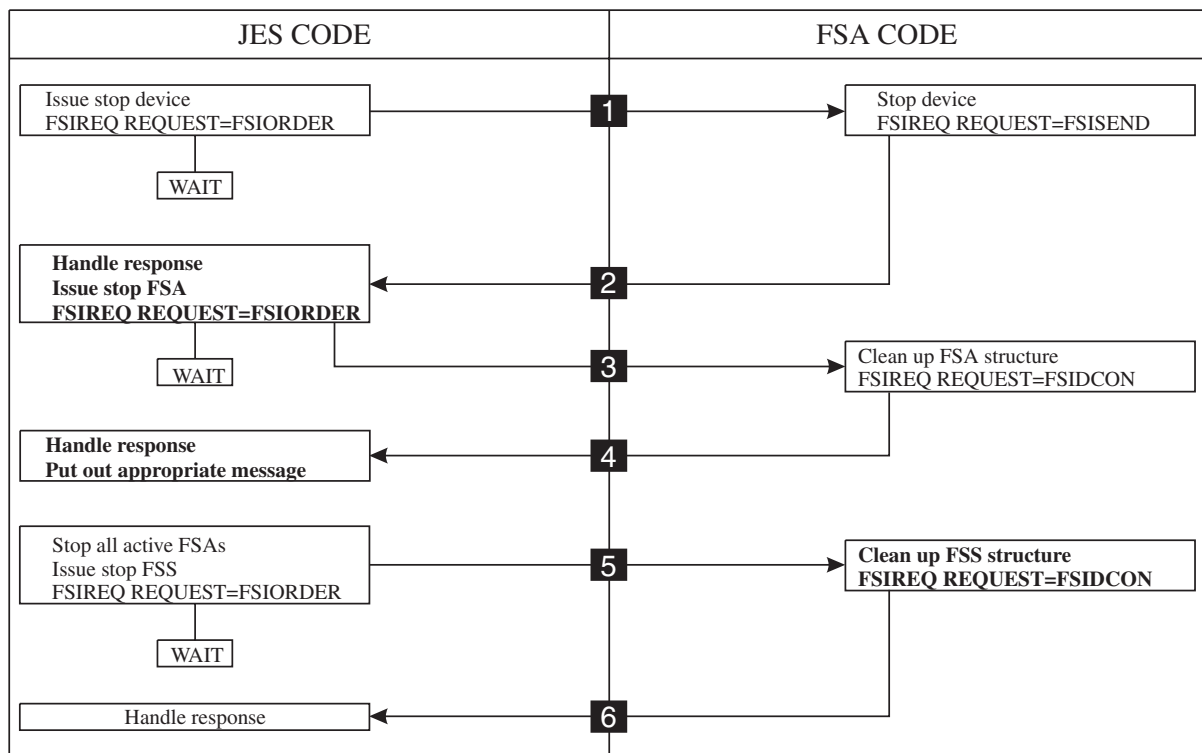 JES CODE
FSA CODE
Issue stop device
FSIREQ REQUEST=FSIORDER
1
Stop device
FSIREQ REQUEST=FSISEND
WAIT
Handle response
Issue stop FSA
FSIREQ REQUEST=FSIORDER
2
WAIT
3
Clean up FSA structure
FSIREQ REQUEST=FSIDCON
Handle response
Put out appropriate message
4
Stop all active FSAs
Issue stop FSS
FSIREQ REQUEST=FSIORDER
5
Clean up FSS structure
FSIREQ REQUEST=FSIDCON
WAIT
Handle response
6